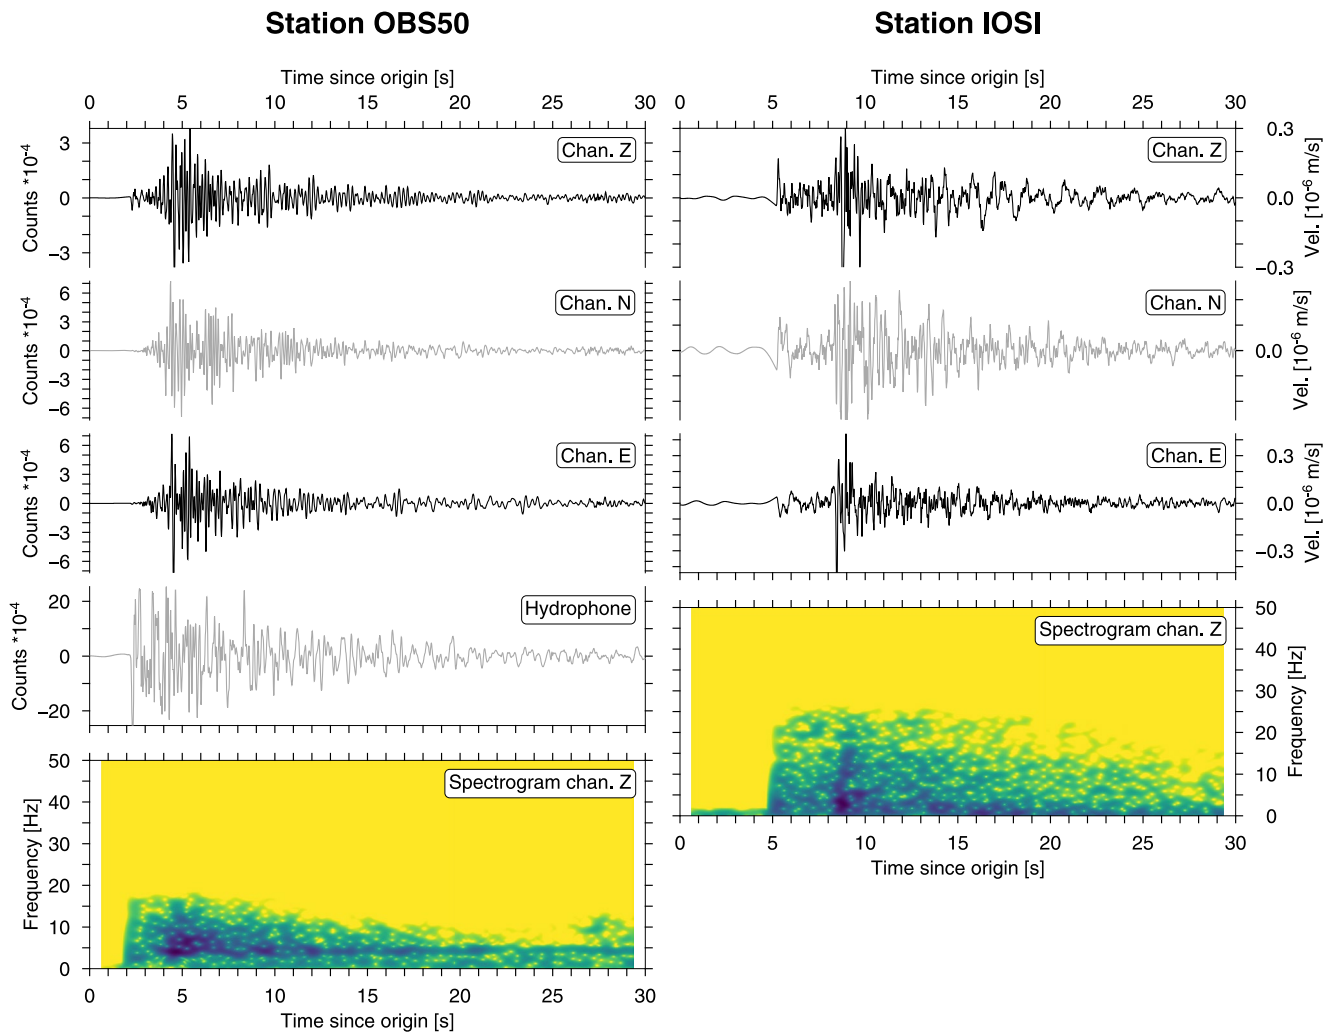 Station OBS50
Time since origin [s]
0 5 10 15 20 25 30
3
0
−3
Counts *10-4
Chan. Z
6
3
0
−3
−6
Counts *10-4
Chan. N
6
3
0
−3
−6
Counts *10-4
Chan. E
20
0
−20
Counts *10-4
Hydrophone
50
40
30
20
10
0
Frequency [Hz]
Spectrogram chan. Z
0 5 10 15 20 25 30
Time since origin [s]
Station IOSI
Time since origin [s]
0 5 10 15 20 25 30
Chan. Z
0.3
0.0
−0.3
Vel. [10-6 m/s]
Chan. N
0.0
Vel. [10-6 m/s]
Chan. E
0.3
0.0
−0.3
Vel. [10-6 m/s]
Spectrogram chan. Z
50
40
30
20
10
0
Frequency [Hz]
0 5 10 15 20 25 30
Time since origin [s]